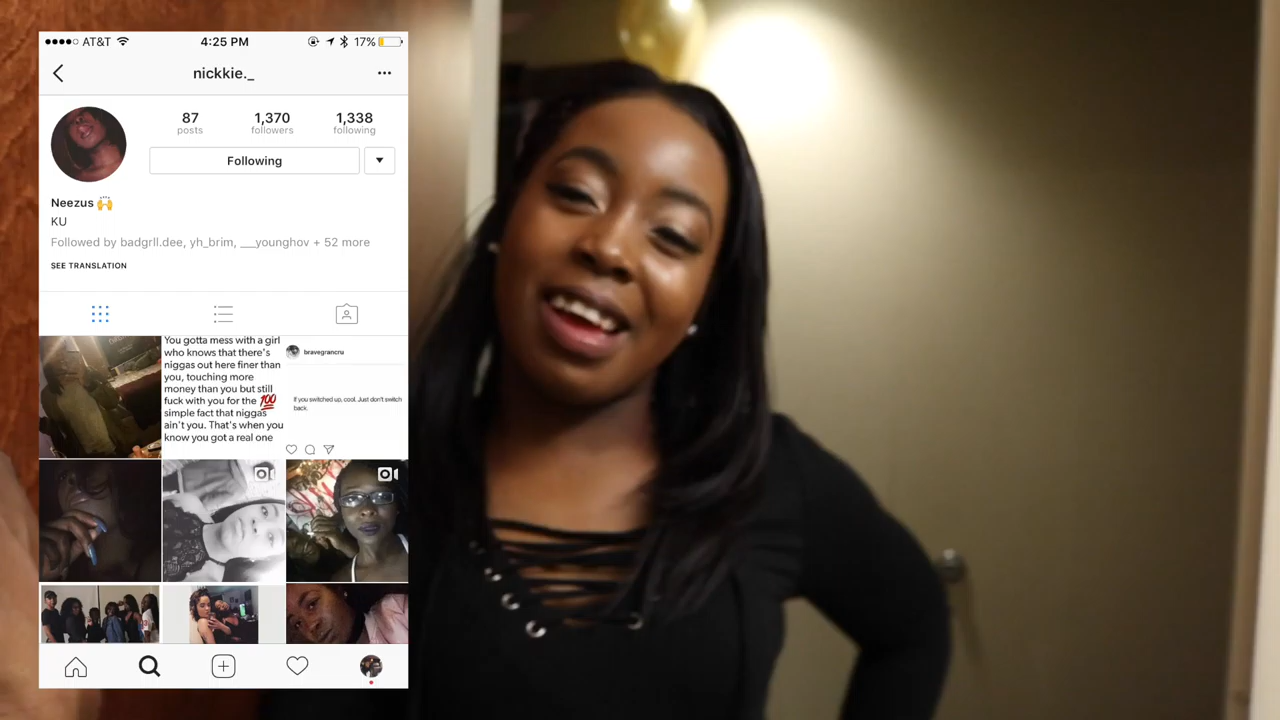 AT&T 4:25 PM 17%
nickkie._
87 1,370 1,338
posts followers following
Following
Neezus 🙌
KU
Followed by badgrll.dee, yh_brim, ___younghov + 52 more
SEE TRANSLATION
You gotta mess with a girl
who knows that there's
niggas out here finer than
you, touching more
money than you but still
fuck with you for the 💯
simple fact that niggas
ain't you. That's when you
know you got a real one
bravegrancru
If you switched up, cool. Just don't switch
back.